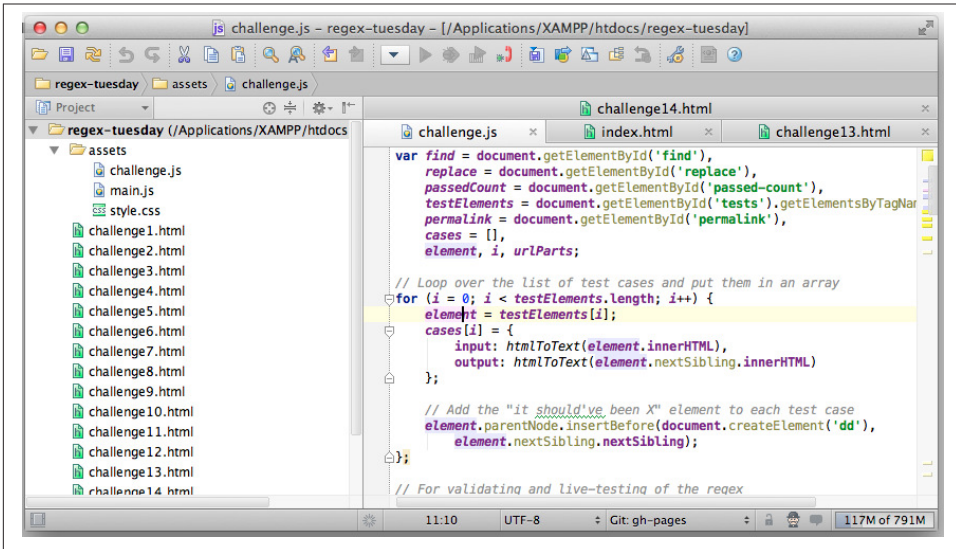 challenge.js – regex-tuesday – [/Applications/XAMPP/htdocs/regex-tuesday]
regex-tuesday assets challenge.js
Project
challenge14.html
regex-tuesday (/Applications/XAMPP/htdocs
assets
challenge.js
main.js
style.css
challenge1.html
challenge2.html
challenge3.html
challenge4.html
challenge5.html
challenge6.html
challenge7.html
challenge8.html
challenge9.html
challenge10.html
challenge11.html
challenge12.html
challenge13.html
challenge14.html
challenge.js index.html challenge13.html
var find = document.getElementById('find'),
replace = document.getElementById('replace'),
passedCount = document.getElementById('passed-count'),
testElements = document.getElementById('tests').getElementsByTagNam
permalink = document.getElementById('permalink'),
cases = [],
element, i, urlParts;
// Loop over the list of test cases and put them in an array
for (i = 0; i < testElements.length; i++) {
element = testElements[i];
cases[i] = {
input: htmlToText(element.innerHTML),
output: htmlToText(element.nextSibling.innerHTML)
};
// Add the "it should've been X" element to each test case
element.parentNode.insertBefore(document.createElement('dd'),
element.nextSibling.nextSibling);
};
// For validating and live-testing of the regex
11:10 UTF-8 Git: gh-pages 117M of 791M